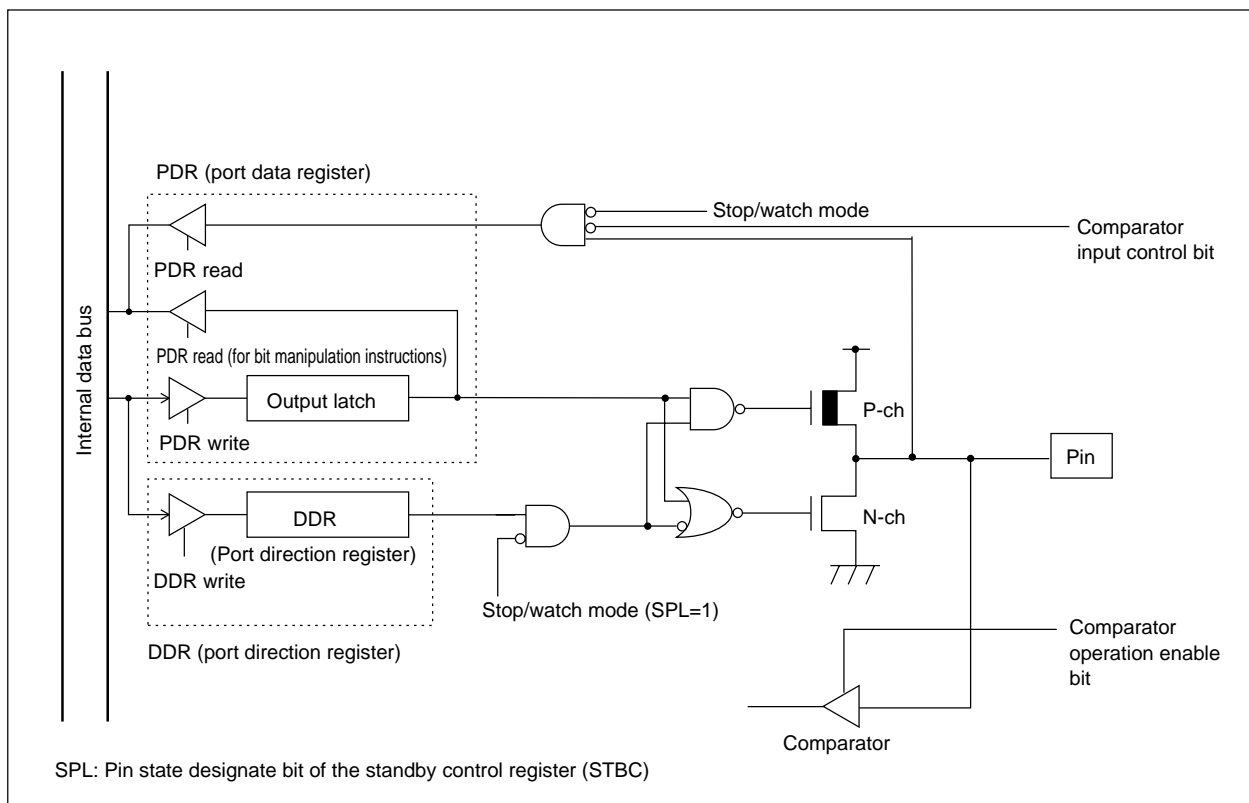 PDR (port data register)
Stop/watch mode
Comparator
input control bit
PDR read
Internal data bus
PDR read (for bit manipulation instructions)
Output latch
P-ch
PDR write
Pin
DDR
N-ch
(Port direction register)
DDR write
Stop/watch mode (SPL=1)
DDR (port direction register)
Comparator
operation enable
bit
Comparator
SPL: Pin state designate bit of the standby control register (STBC)